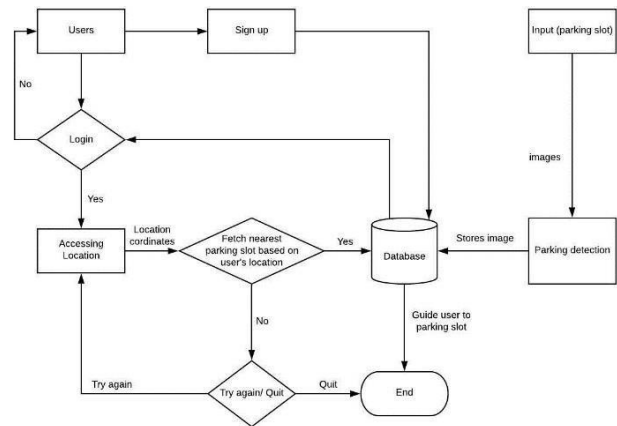 Users
Sign up
Input (parking slot)
No
Login
images
Yes
Accessing
Location
Location
cordinates
Fetch nearest
parking slot based on
user's location
Yes
Database
Stores image
Parking detection
No
Guide user to
parking slot
Try again
Try again/ Quit
Quit
End